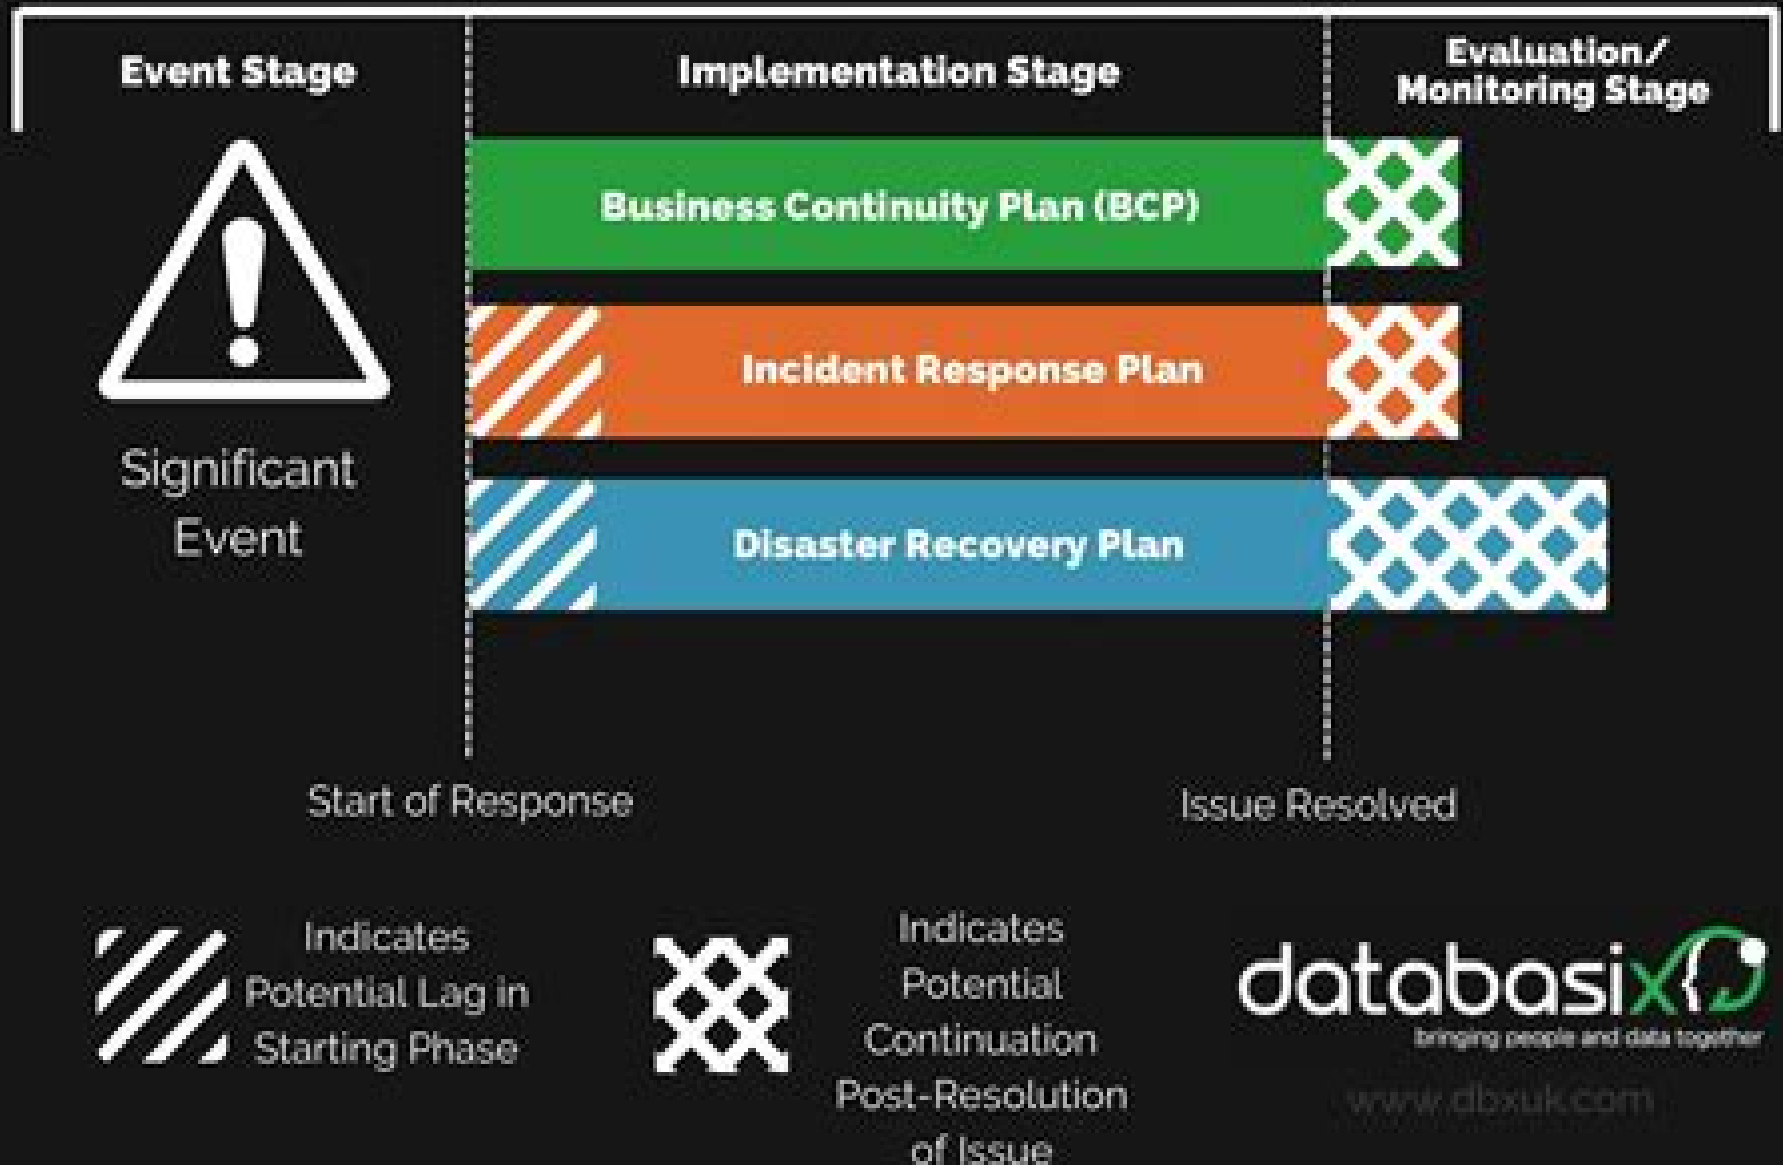 Event Stage
Implementation Stage
Evaluation/
Monitoring Stage
Business Continuity Plan (BCP)
Incident Response Plan
Disaster Recovery Plan
Significant
Event
Start of Response
Issue Resolved
Indicates
Potential Lag in
Starting Phase
Indicates
Potential
Continuation
Post-Resolution
of Issue
databasix
bringing people and data together
www.dbxuk.com